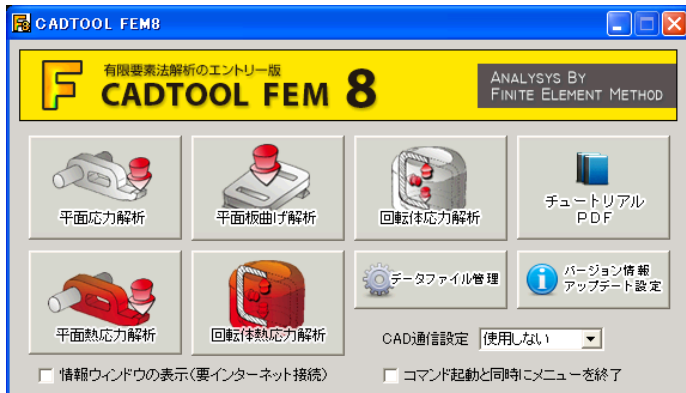 CADTOOL FEM8
有限要素法解析のエントリー版
CADTOOL FEM 8
ANALYSYS BY
FINITE ELEMENT METHOD
平面応力解析
平面板曲げ解析
回転体応力解析
チュートリアル
PDF
平面熱応力解析
回転体熱応力解析
データファイル管理
バージョン情報
アップデート設定
CAD通信設定 使用しない
情報ウィンドウの表示(要インターネット接続)
コマンド起動と同時にメニューを終了